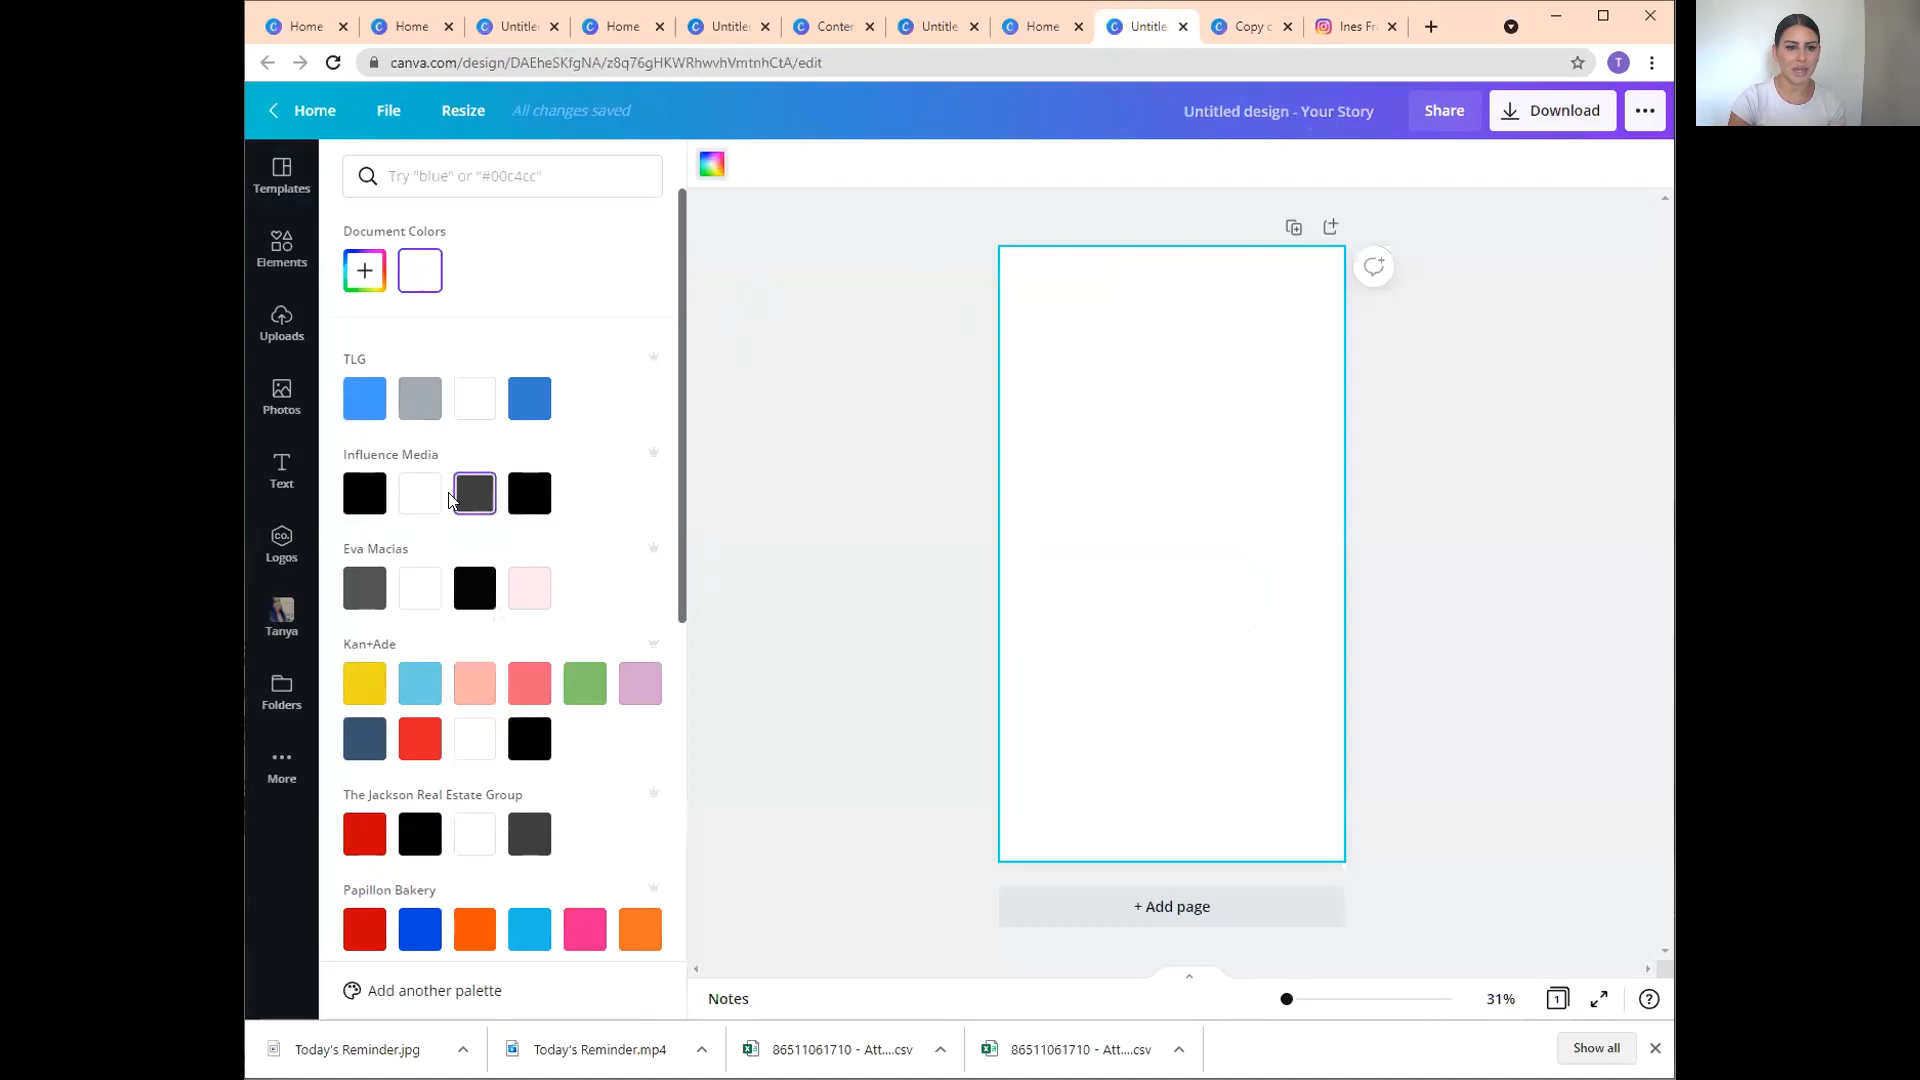 Home
Home
Untitle
Home
Untitle
Conter
Untitle
Home
Untitle
Copy c
Ines Fr
canva.com/design/DAEheSKfgNA/z8q76gHKWRhwvhVmtnhCtA/edit
T
Home
File
Resize
All changes saved
Untitled design - Your Story
Share
Download
Templates
Elements
Uploads
Photos
Text
CO.
Logos
Tanya
Folders
More
Try "blue" or "#00c4cc"
Document Colors
TLG
Influence Media
Eva Macias
Kan+Ade
The Jackson Real Estate Group
Papillon Bakery
Add another palette
+ Add page
Notes
31%
1
Today's Reminder.jpg
Today's Reminder.mp4
86511061710 - Att....csv
86511061710 - Att....csv
Show all